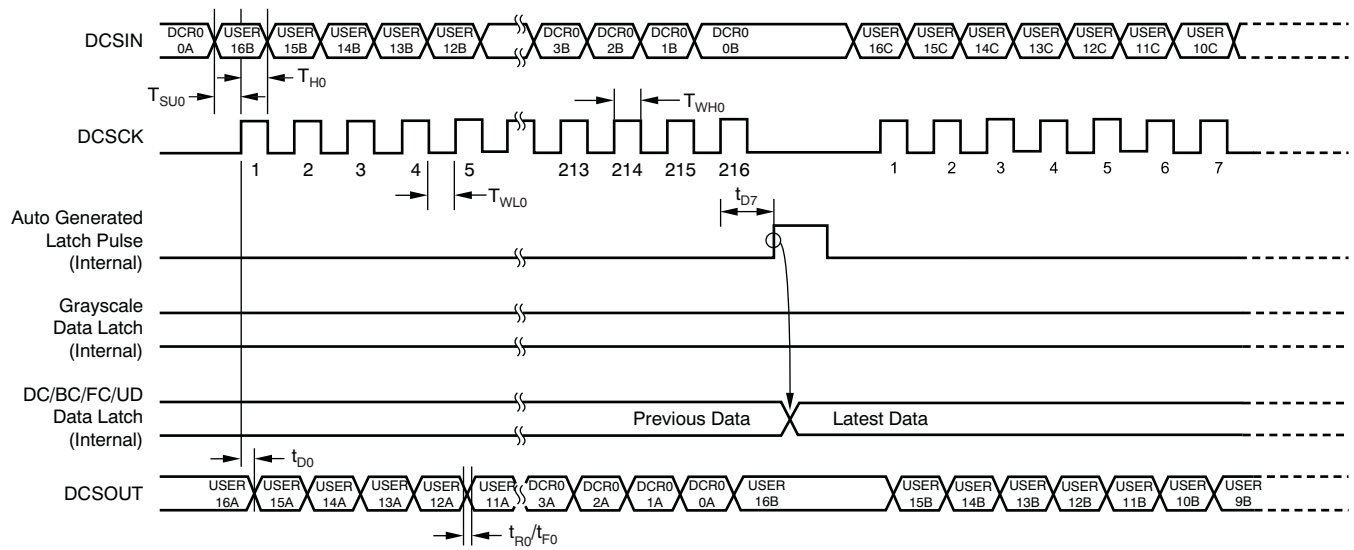 DCSIN
DCR0 0A
USER 16B
USER 15B
USER 14B
USER 13B
USER 12B
DCR0 3B
DCR0 2B
DCR0 1B
DCR0 0B
USER 16C
USER 15C
USER 14C
USER 13C
USER 12C
USER 11C
USER 10C
TH0
TSU0
TWH0
DCSCK
1 2 3 4 5 213 214 215 216 1 2 3 4 5 6 7
TWL0
tD7
Auto Generated
Latch Pulse
(Internal)
Grayscale
Data Latch
(Internal)
DC/BC/FC/UD
Data Latch
(Internal)
Previous Data
Latest Data
tD0
DCSOUT
USER 16A
USER 15A
USER 14A
USER 13A
USER 12A
USER 11A
DCR0 3A
DCR0 2A
DCR0 1A
DCR0 0A
USER 16B
USER 15B
USER 14B
USER 13B
USER 12B
USER 11B
USER 10B
USER 9B
tR0/tF0